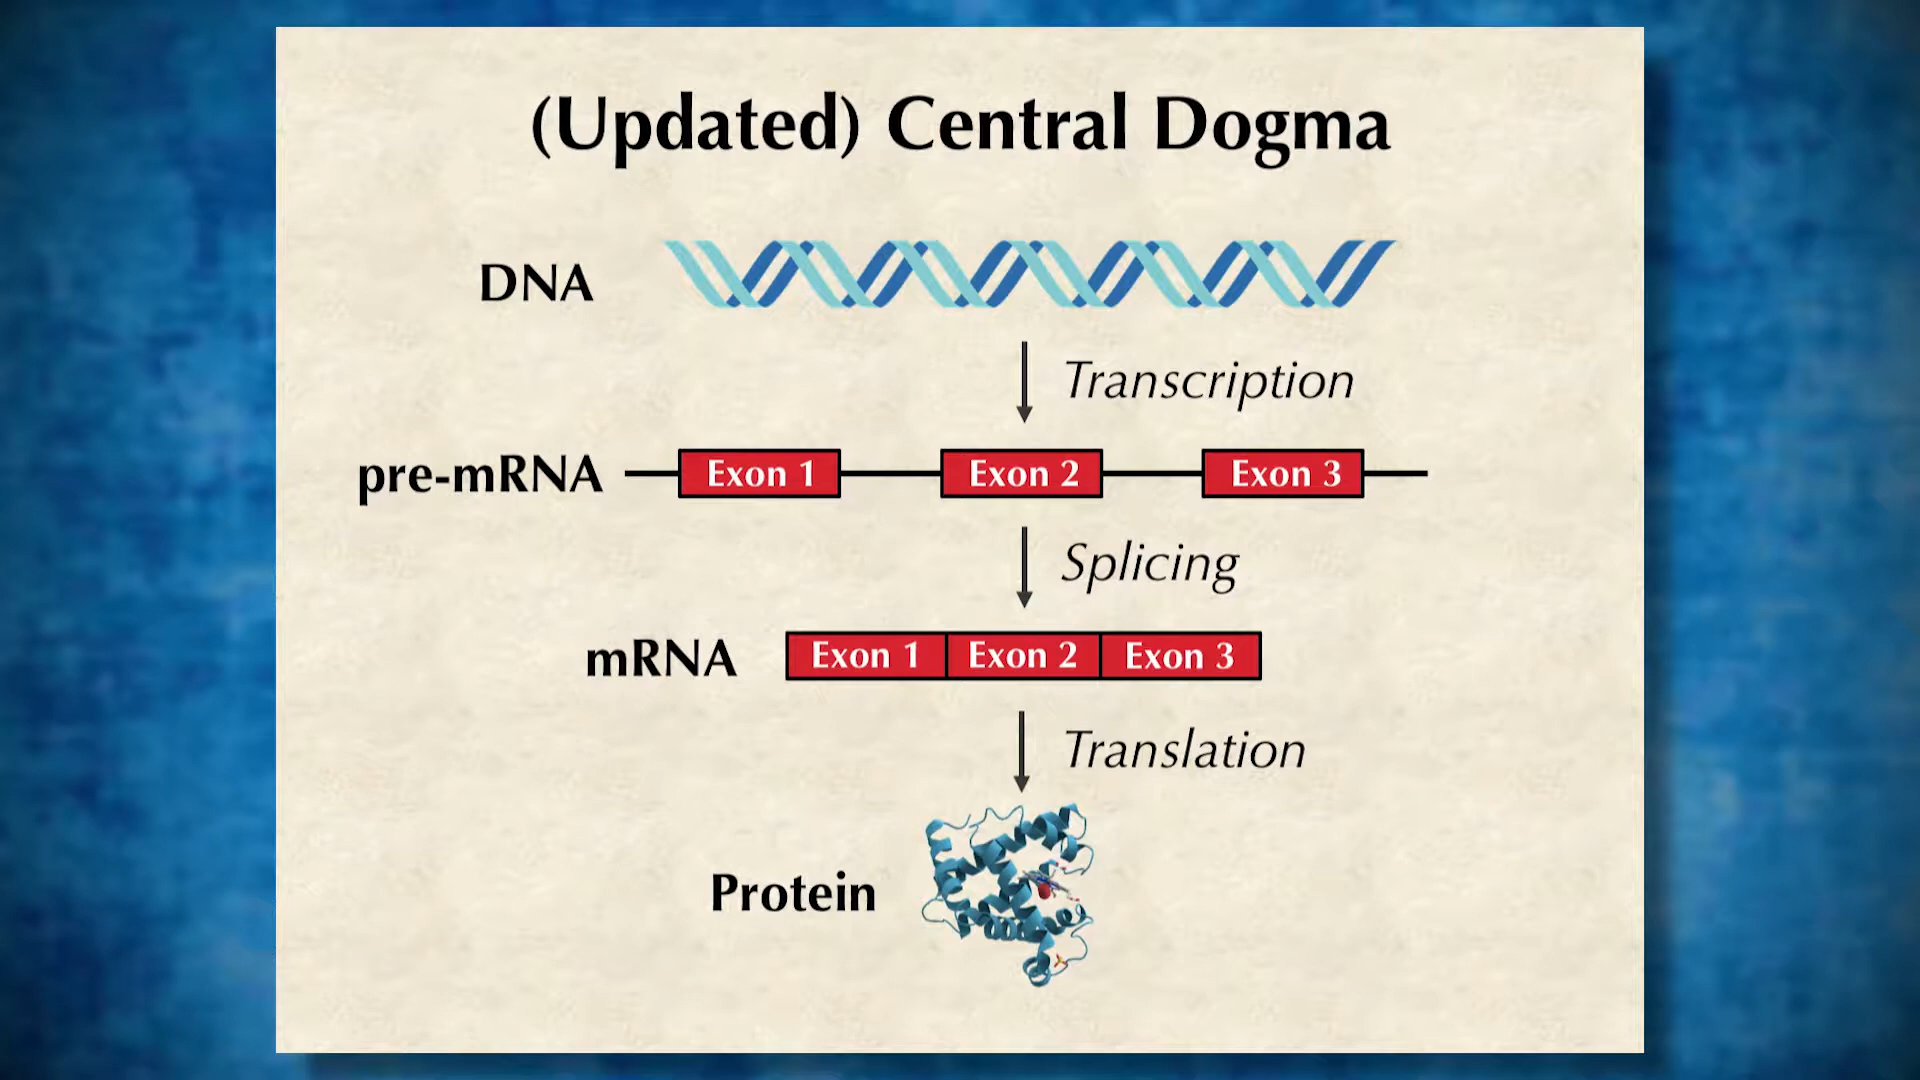 (Updated) Central Dogma
DNA
Transcription
pre-mRNA Exon 1 Exon 2 Exon 3
Splicing
mRNA Exon 1 Exon 2 Exon 3
Translation
Protein